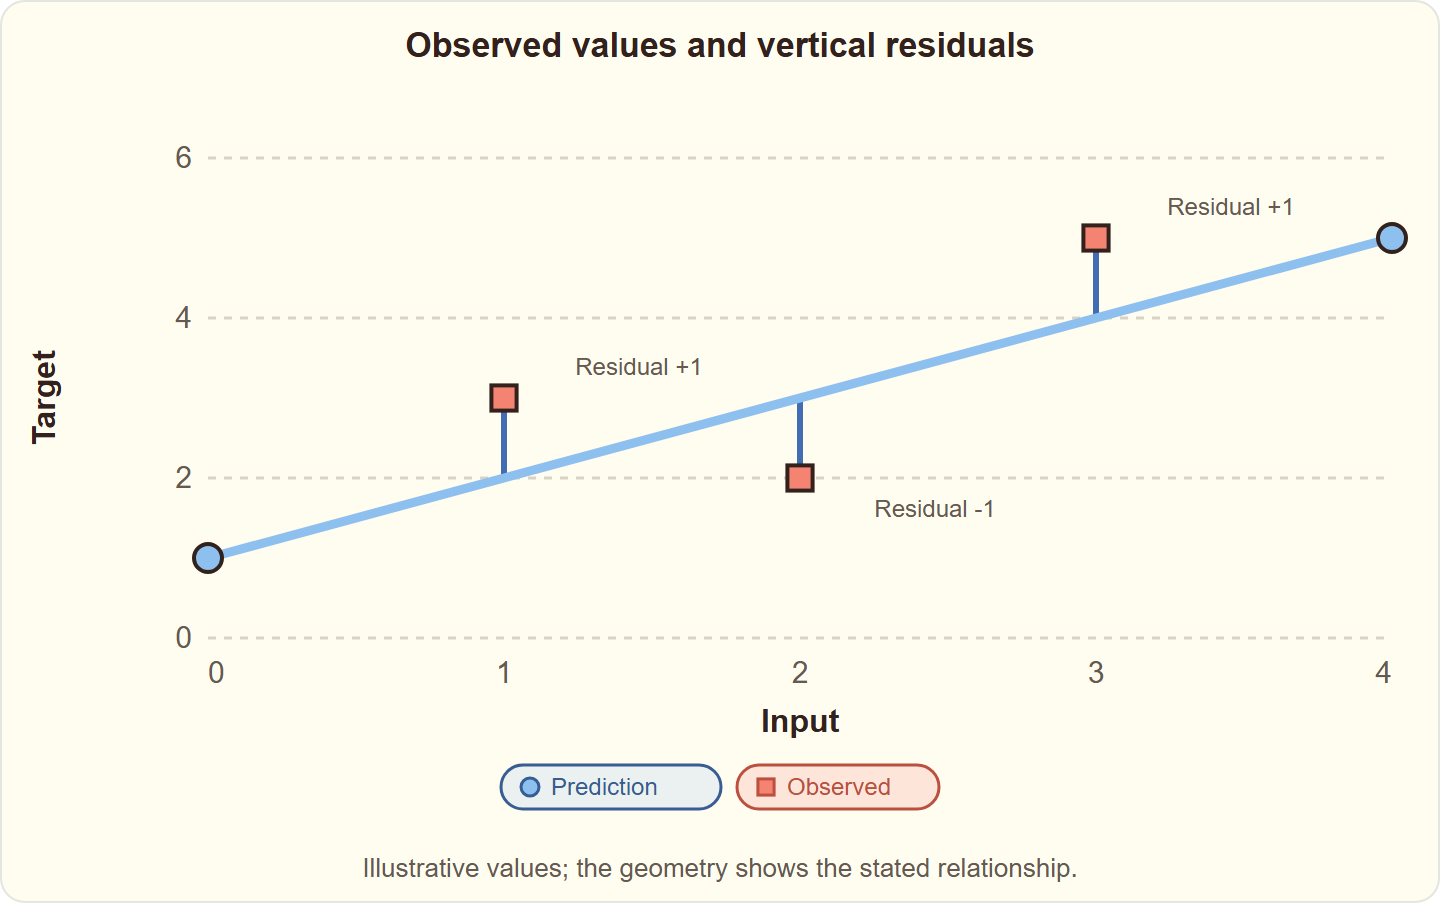 Observed values and vertical residuals
6
Residual +1
4
Residual +1
Target
2
Residual -1
0
0 1 2 3 4
Input
Prediction Observed
Illustrative values; the geometry shows the stated relationship.